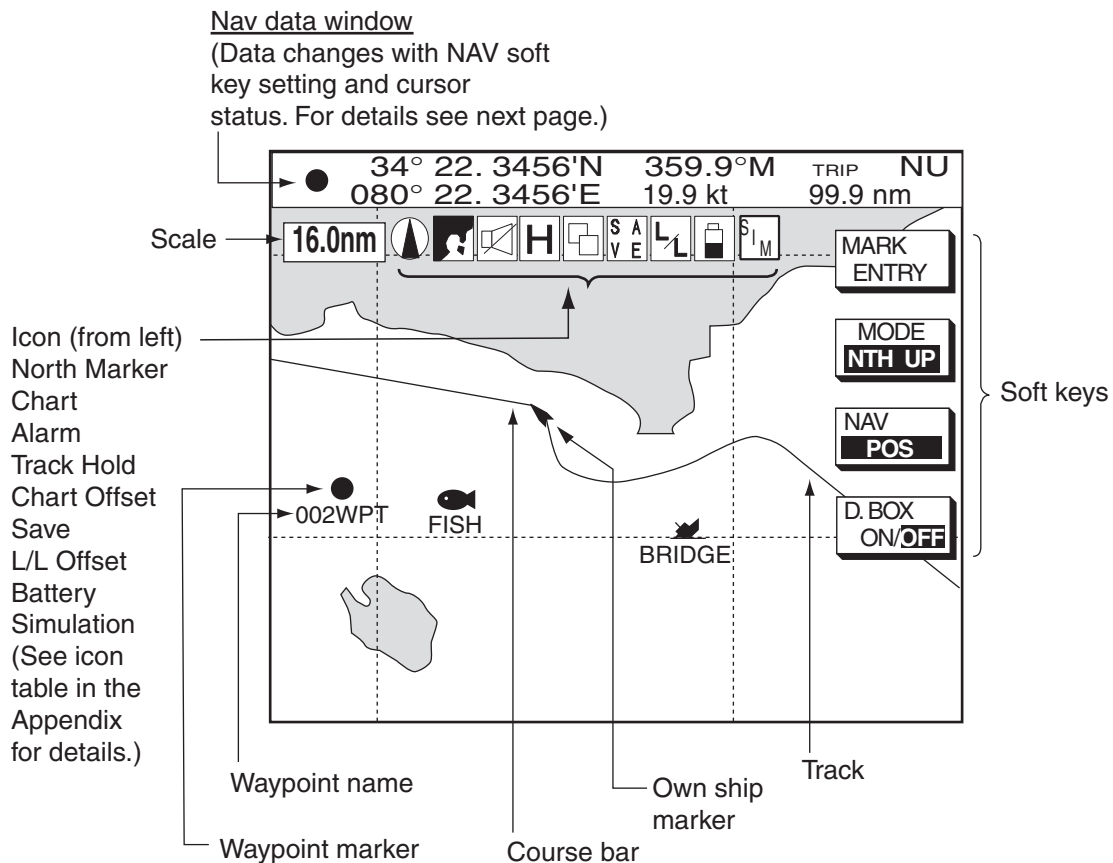 Nav data window
(Data changes with NAV soft
key setting and cursor
status. For details see next page.)
34° 22. 3456'N 359.9°M TRIP NU
080° 22. 3456'E 19.9 kt 99.9 nm
Scale
16.0nm
H
S A
V E
L/L
SIM
MARK
ENTRY
MODE
NTH UP
NAV
POS
D. BOX
ON/OFF
Soft keys
Icon (from left)
North Marker
Chart
Alarm
Track Hold
Chart Offset
Save
L/L Offset
Battery
Simulation
(See icon
table in the
Appendix
for details.)
002WPT
FISH
BRIDGE
Waypoint name
Waypoint marker
Course bar
Own ship
marker
Track